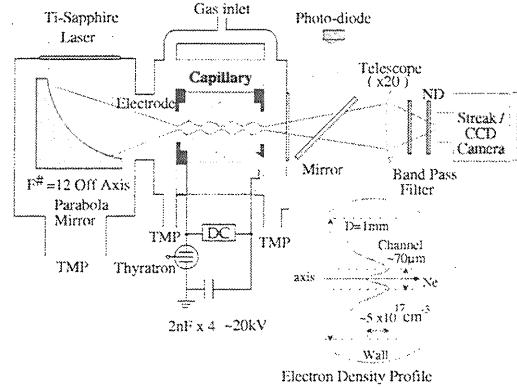 Gas inlet
Ti-Sapphire
Laser
Photo-diode
Capillary
Telescope
(x20)
Electrode
ND
Streak /
CCD
Camera
Mirror
Band Pass
Filter
F# =12 Off Axis
Parabola
Mirror
TMP
TMP
DC
TMP
Thyratron
2nF x 4 ~20kV
D=1mm
Channel
~70μm
axis
Ne
~5 x10^17 cm^-3
Wall
Electron Density Profile